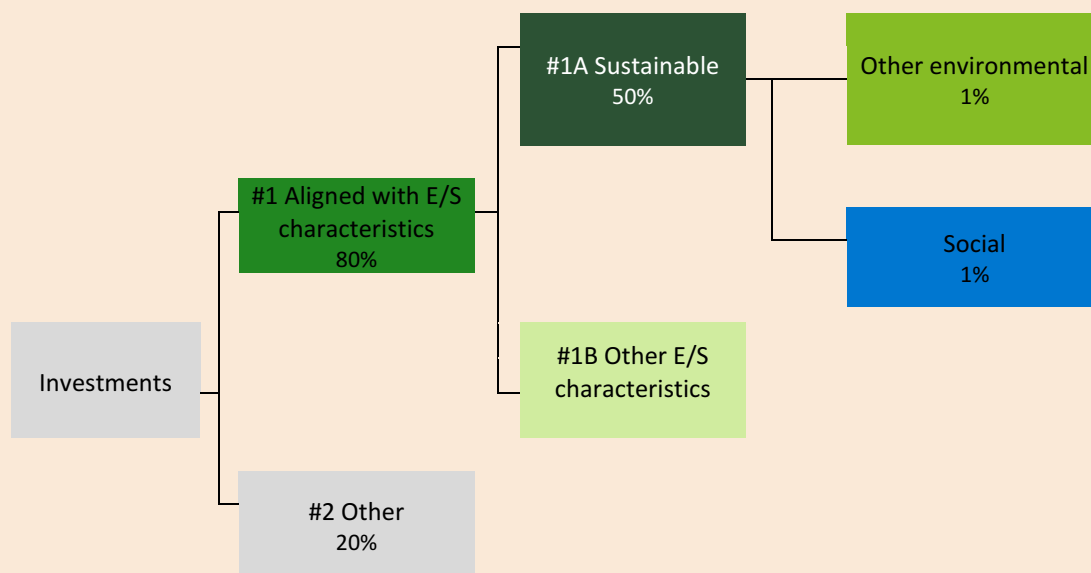 #1A Sustainable
50%
Other environmental
1%
#1 Aligned with E/S
characteristics
80%
Social
1%
Investments
#1B Other E/S
characteristics
#2 Other
20%